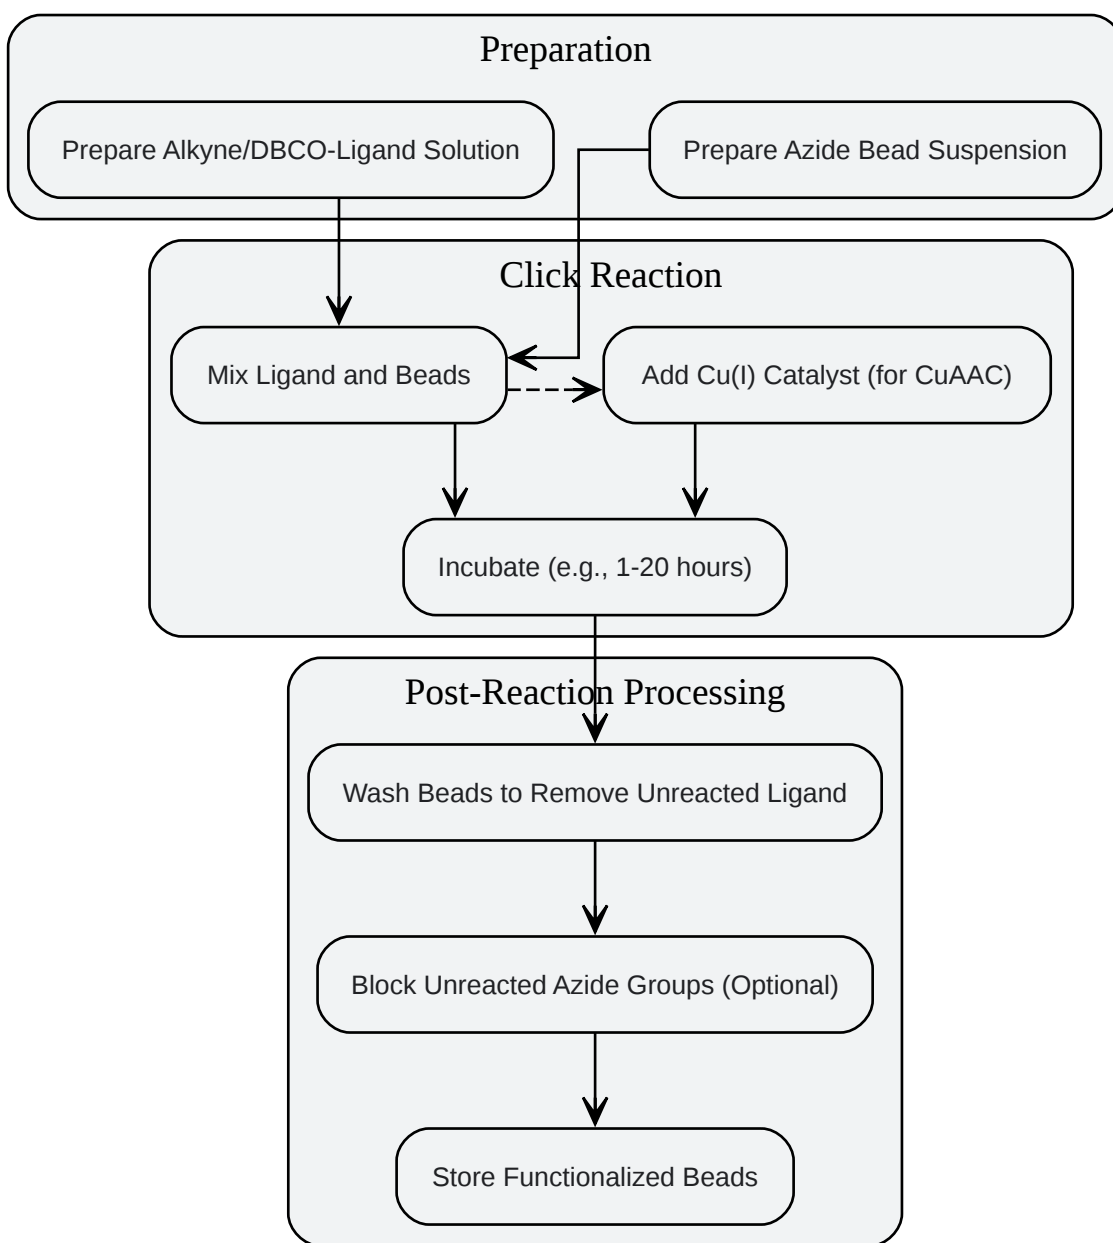 Preparation
Prepare Alkyne/DBCO-Ligand Solution
Prepare Azide Bead Suspension
Click Reaction
Mix Ligand and Beads
Add Cu(I) Catalyst (for CuAAC)
Incubate (e.g., 1-20 hours)
Post-Reaction Processing
Wash Beads to Remove Unreacted Ligand
Block Unreacted Azide Groups (Optional)
Store Functionalized Beads